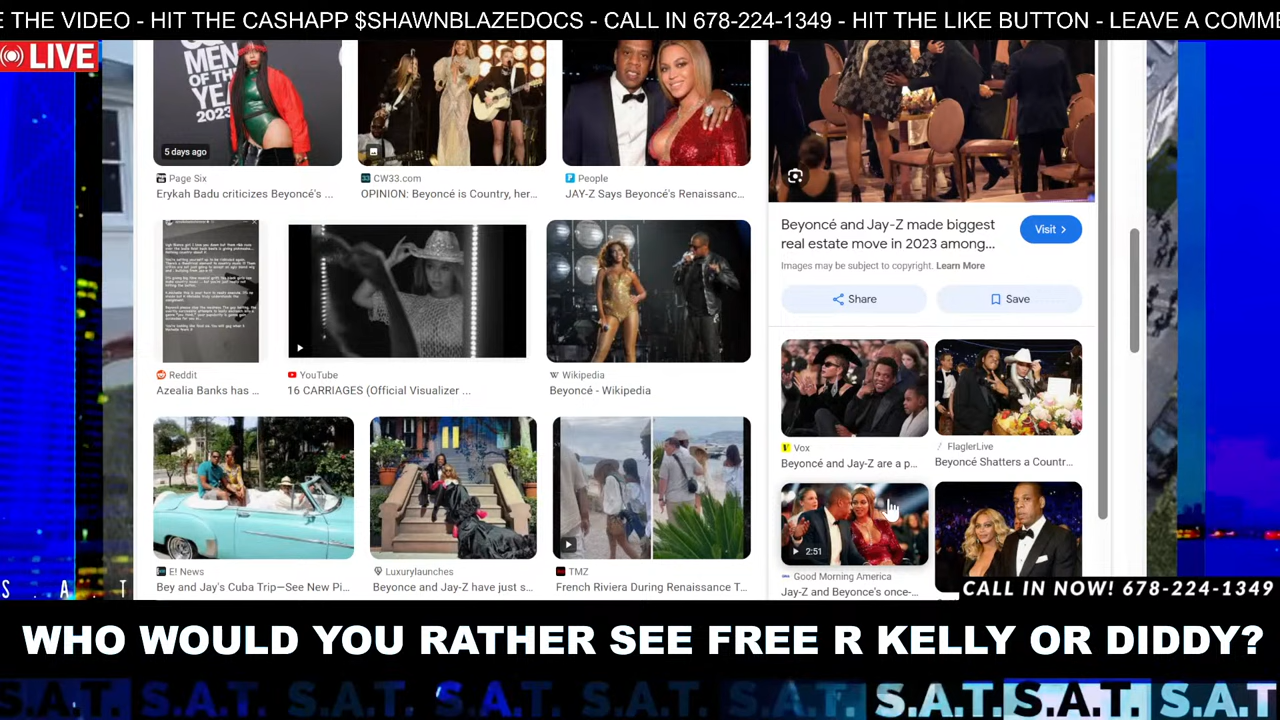 E THE VIDEO - HIT THE CASHAPP $SHAWNBLAZEDOCS - CALL IN 678-224-1349 - HIT THE LIKE BUTTON - LEAVE A COMME
LIVE
MEN
OF THE
YEAR
2023
5 days ago
Page Six
Erykah Badu criticizes Beyoncé's ...
CW33.com
OPINION: Beyoncé is Country, her...
People
JAY-Z Says Beyoncé's Renaissanc...
Beyoncé and Jay-Z made biggest
real estate move in 2023 among...
Visit
Images may be subject to copyright. Learn More
Share
Save
Reddit
Azealia Banks has ...
YouTube
16 CARRIAGES (Official Visualizer ...
Wikipedia
Beyoncé - Wikipedia
Vox
Beyoncé and Jay-Z are a p...
FlaglerLive
Beyoncé Shatters a Countr...
2:51
Good Morning America
Jay-Z and Beyonce's once-...
E! News
Bey and Jay's Cuba Trip—See New Pi...
Luxurylaunches
Beyonce and Jay-Z have just s...
TMZ
French Riviera During Renaissance T...
S . A . T
CALL IN NOW! 678-224-1349
WHO WOULD YOU RATHER SEE FREE R KELLY OR DIDDY?
S.A.T. S.A.T. S.A.T. S.A.T. S.A.T. S.A.T. S.A.T. S.A.T